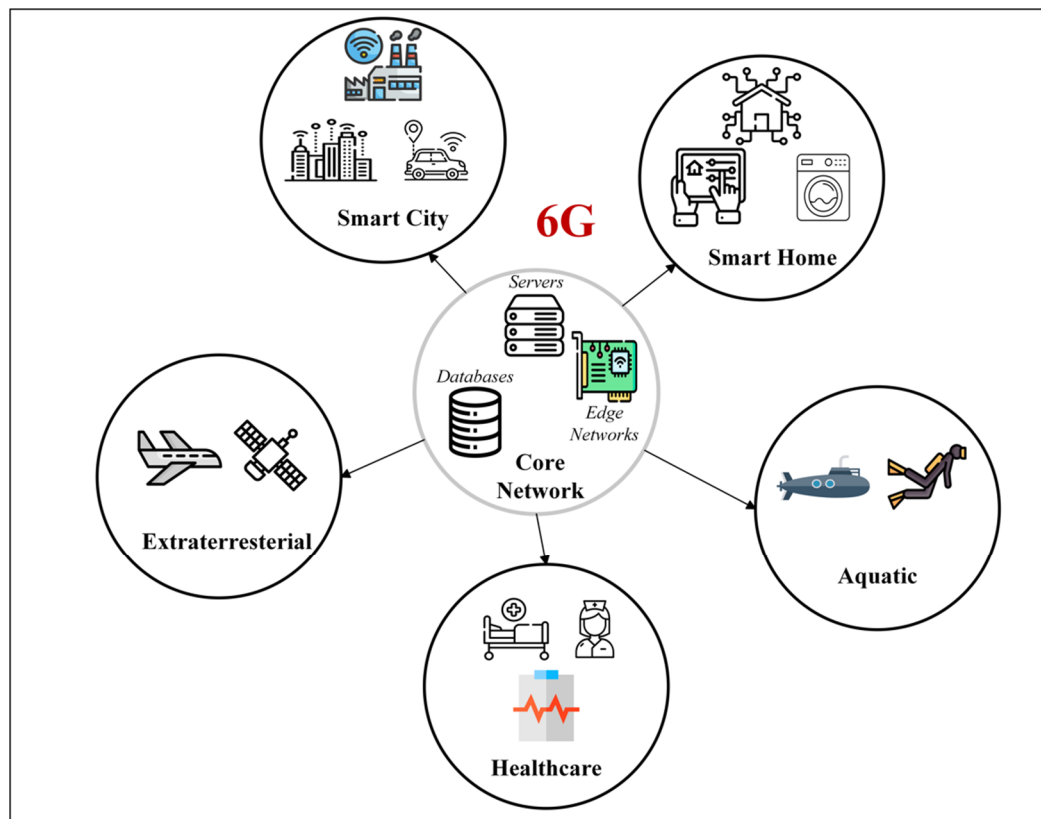 Smart City
Smart Home
6G
Servers
Databases
Edge
Networks
Core
Network
Extraterresterial
Aquatic
Healthcare